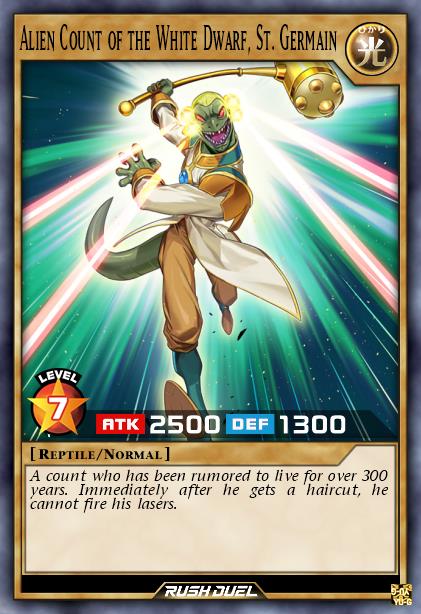 Alien Count of the White Dwarf, St. Germain
ひかり
光
LEVEL
7
ATK 2500 DEF 1300
[Reptile/Normal]
A count who has been rumored to live for over 300
years. Immediately after he gets a haircut, he
cannot fire his lasers.
RUSH DUEL